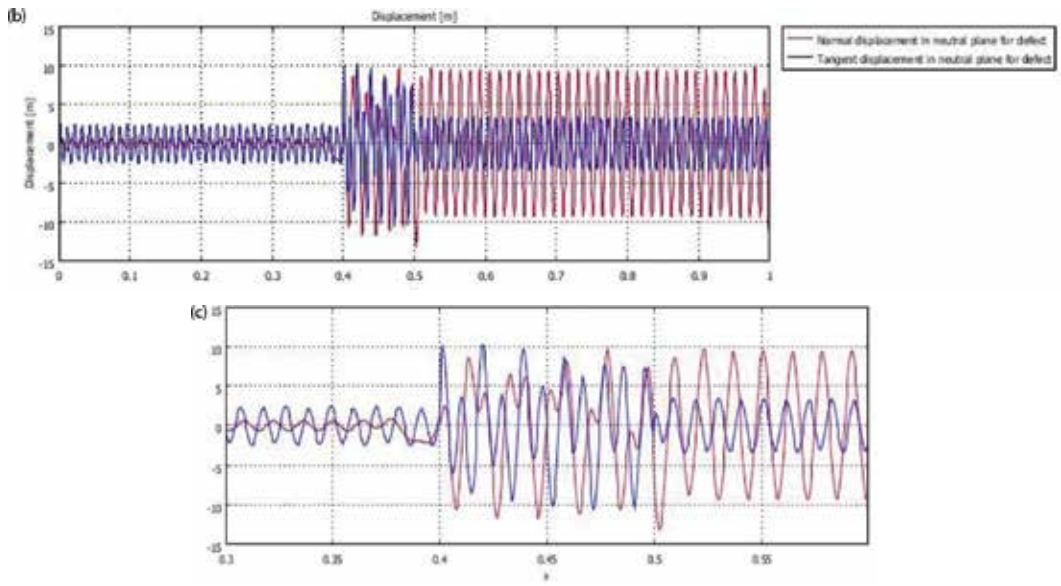 (b)
Displacement [m]
Normal displacement in neutral plane for defect
Tangest displacement in neutral plane for defect
Displacement [m]
15
10
5
0
-5
-10
-15
0 0.1 0.2 0.3 0.4 0.5 0.6 0.7 0.8 0.9 1
(c)
15
10
5
0
-5
-10
-15
0.3 0.35 0.4 0.45 0.5 0.55